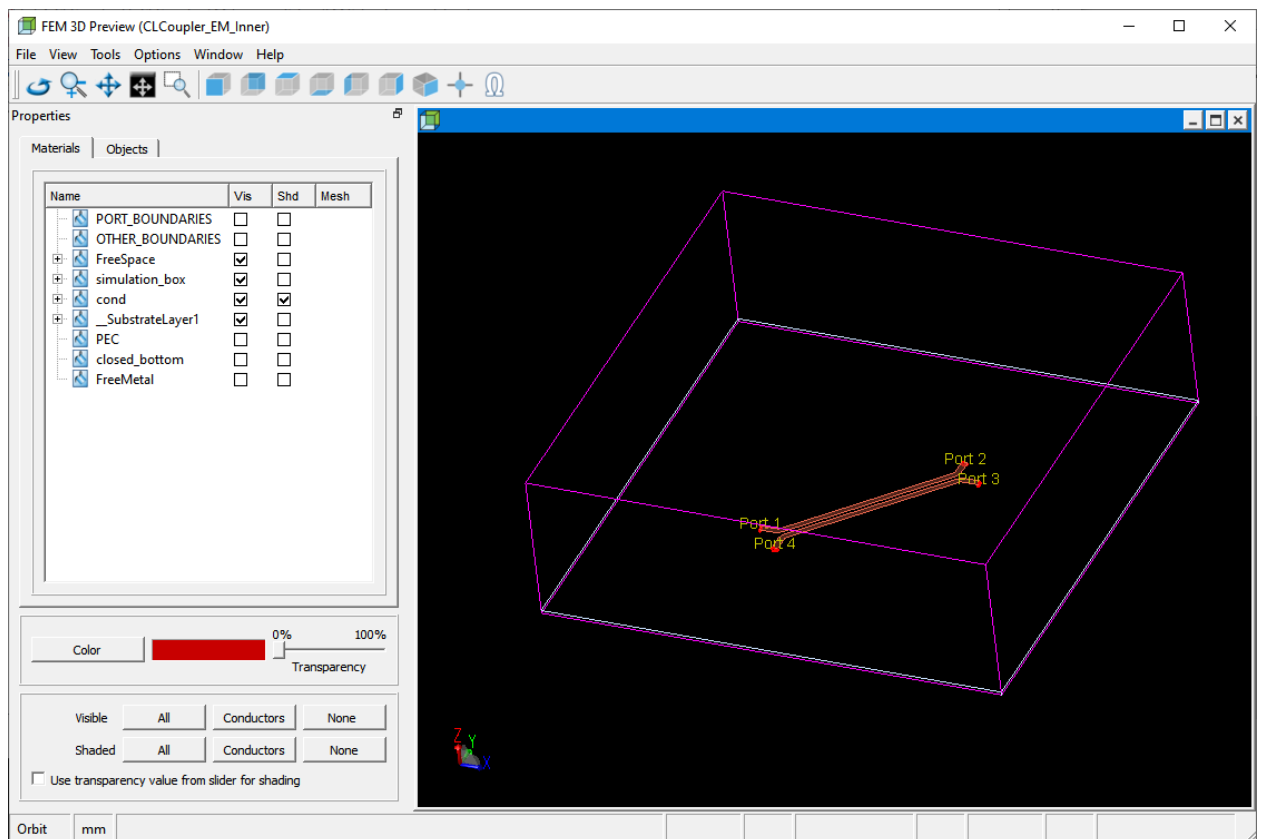 FEM 3D Preview (CLCoupler_EM_Inner)
File View Tools Options Window Help
Properties
Materials Objects
Name Vis Shd Mesh
PORT_BOUNDARIES
OTHER_BOUNDARIES
FreeSpace
simulation_box
cond
__SubstrateLayer1
PEC
closed_bottom
FreeMetal
Color 0% 100%
Transparency
Visible All Conductors None
Shaded All Conductors None
Use transparency value from slider for shading
Port 2
Port 3
Port 1
Port 4
Z
Y
X
Orbit mm